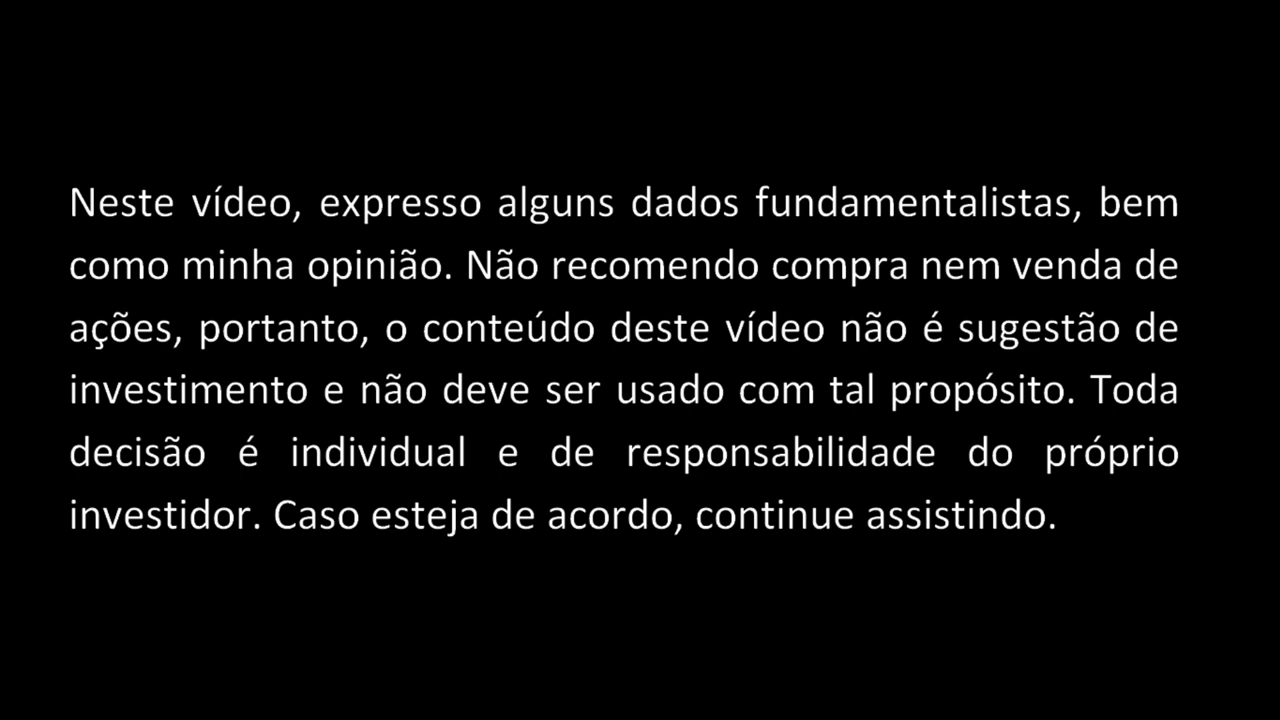 Neste vídeo, expresso alguns dados fundamentalistas, bem
como minha opinião. Não recomendo compra nem venda de
ações, portanto, o conteúdo deste vídeo não é sugestão de
investimento e não deve ser usado com tal propósito. Toda
decisão é individual e de responsabilidade do próprio
investidor. Caso esteja de acordo, continue assistindo.